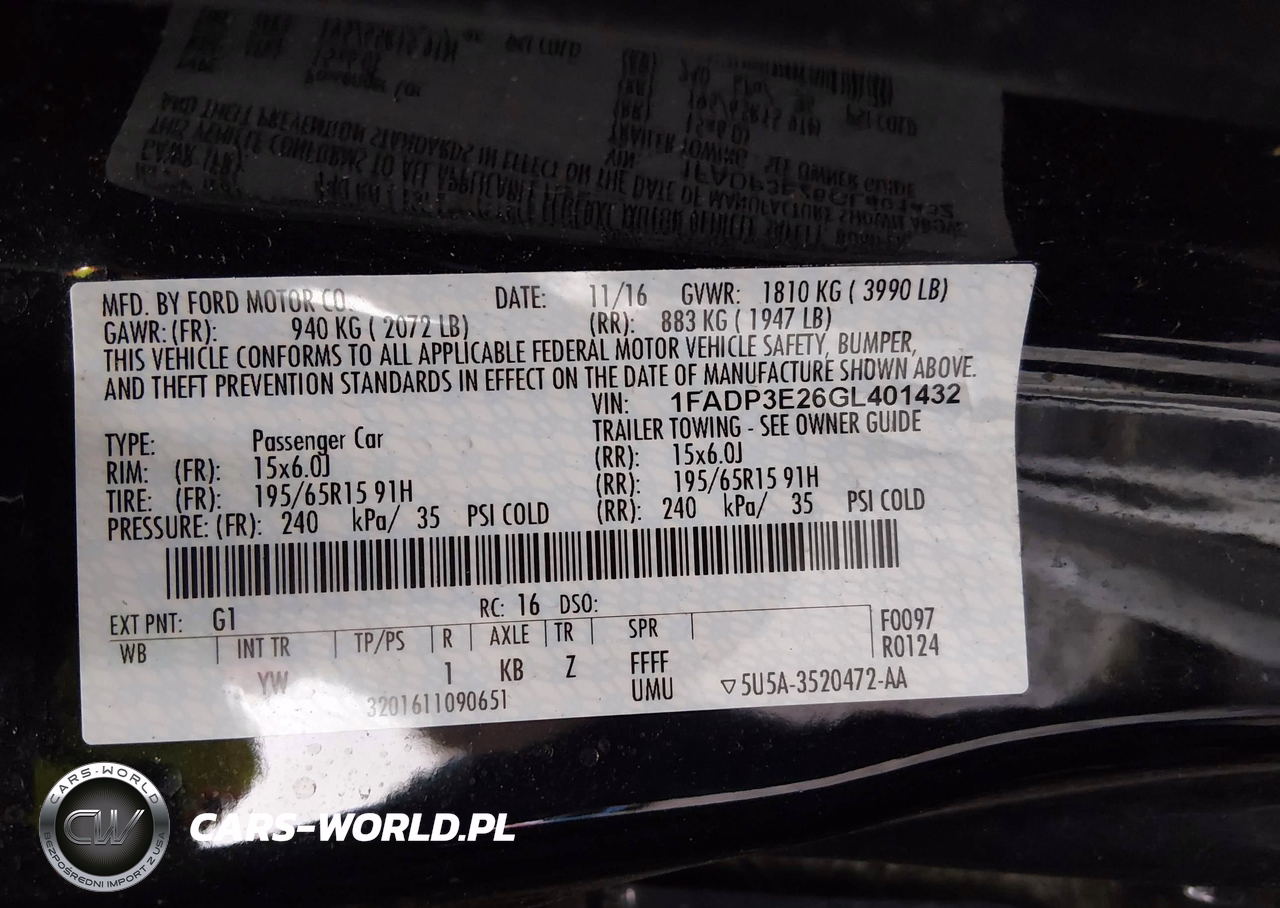 MFD. BY FORD MOTOR CO. DATE: 11/16 GVWR: 1810 KG ( 3990 LB)
GAWR: (FR): 940 KG ( 2072 LB) (RR): 883 KG ( 1947 LB)
THIS VEHICLE CONFORMS TO ALL APPLICABLE FEDERAL MOTOR VEHICLE SAFETY, BUMPER,
AND THEFT PREVENTION STANDARDS IN EFFECT ON THE DATE OF MANUFACTURE SHOWN ABOVE.
VIN: 1FADP3E26GL401432
TYPE: Passenger Car TRAILER TOWING - SEE OWNER GUIDE
RIM: (FR): 15x6.0J (RR): 15x6.0J
TIRE: (FR): 195/65R15 91H (RR): 195/65R15 91H
PRESSURE: (FR): 240 kPa/ 35 PSI COLD (RR): 240 kPa/ 35 PSI COLD
EXT PNT: G1 RC: 16 DSO: F0097
WB INT TR TP/PS R AXLE TR SPR R0124
YW 1 KB Z FFFF
3201611090651 UMU ▽5U5A-3520472-AA
CARS-WORLD
CW
BEZPOŚREDNI IMPORT Z USA
CARS-WORLD.PL